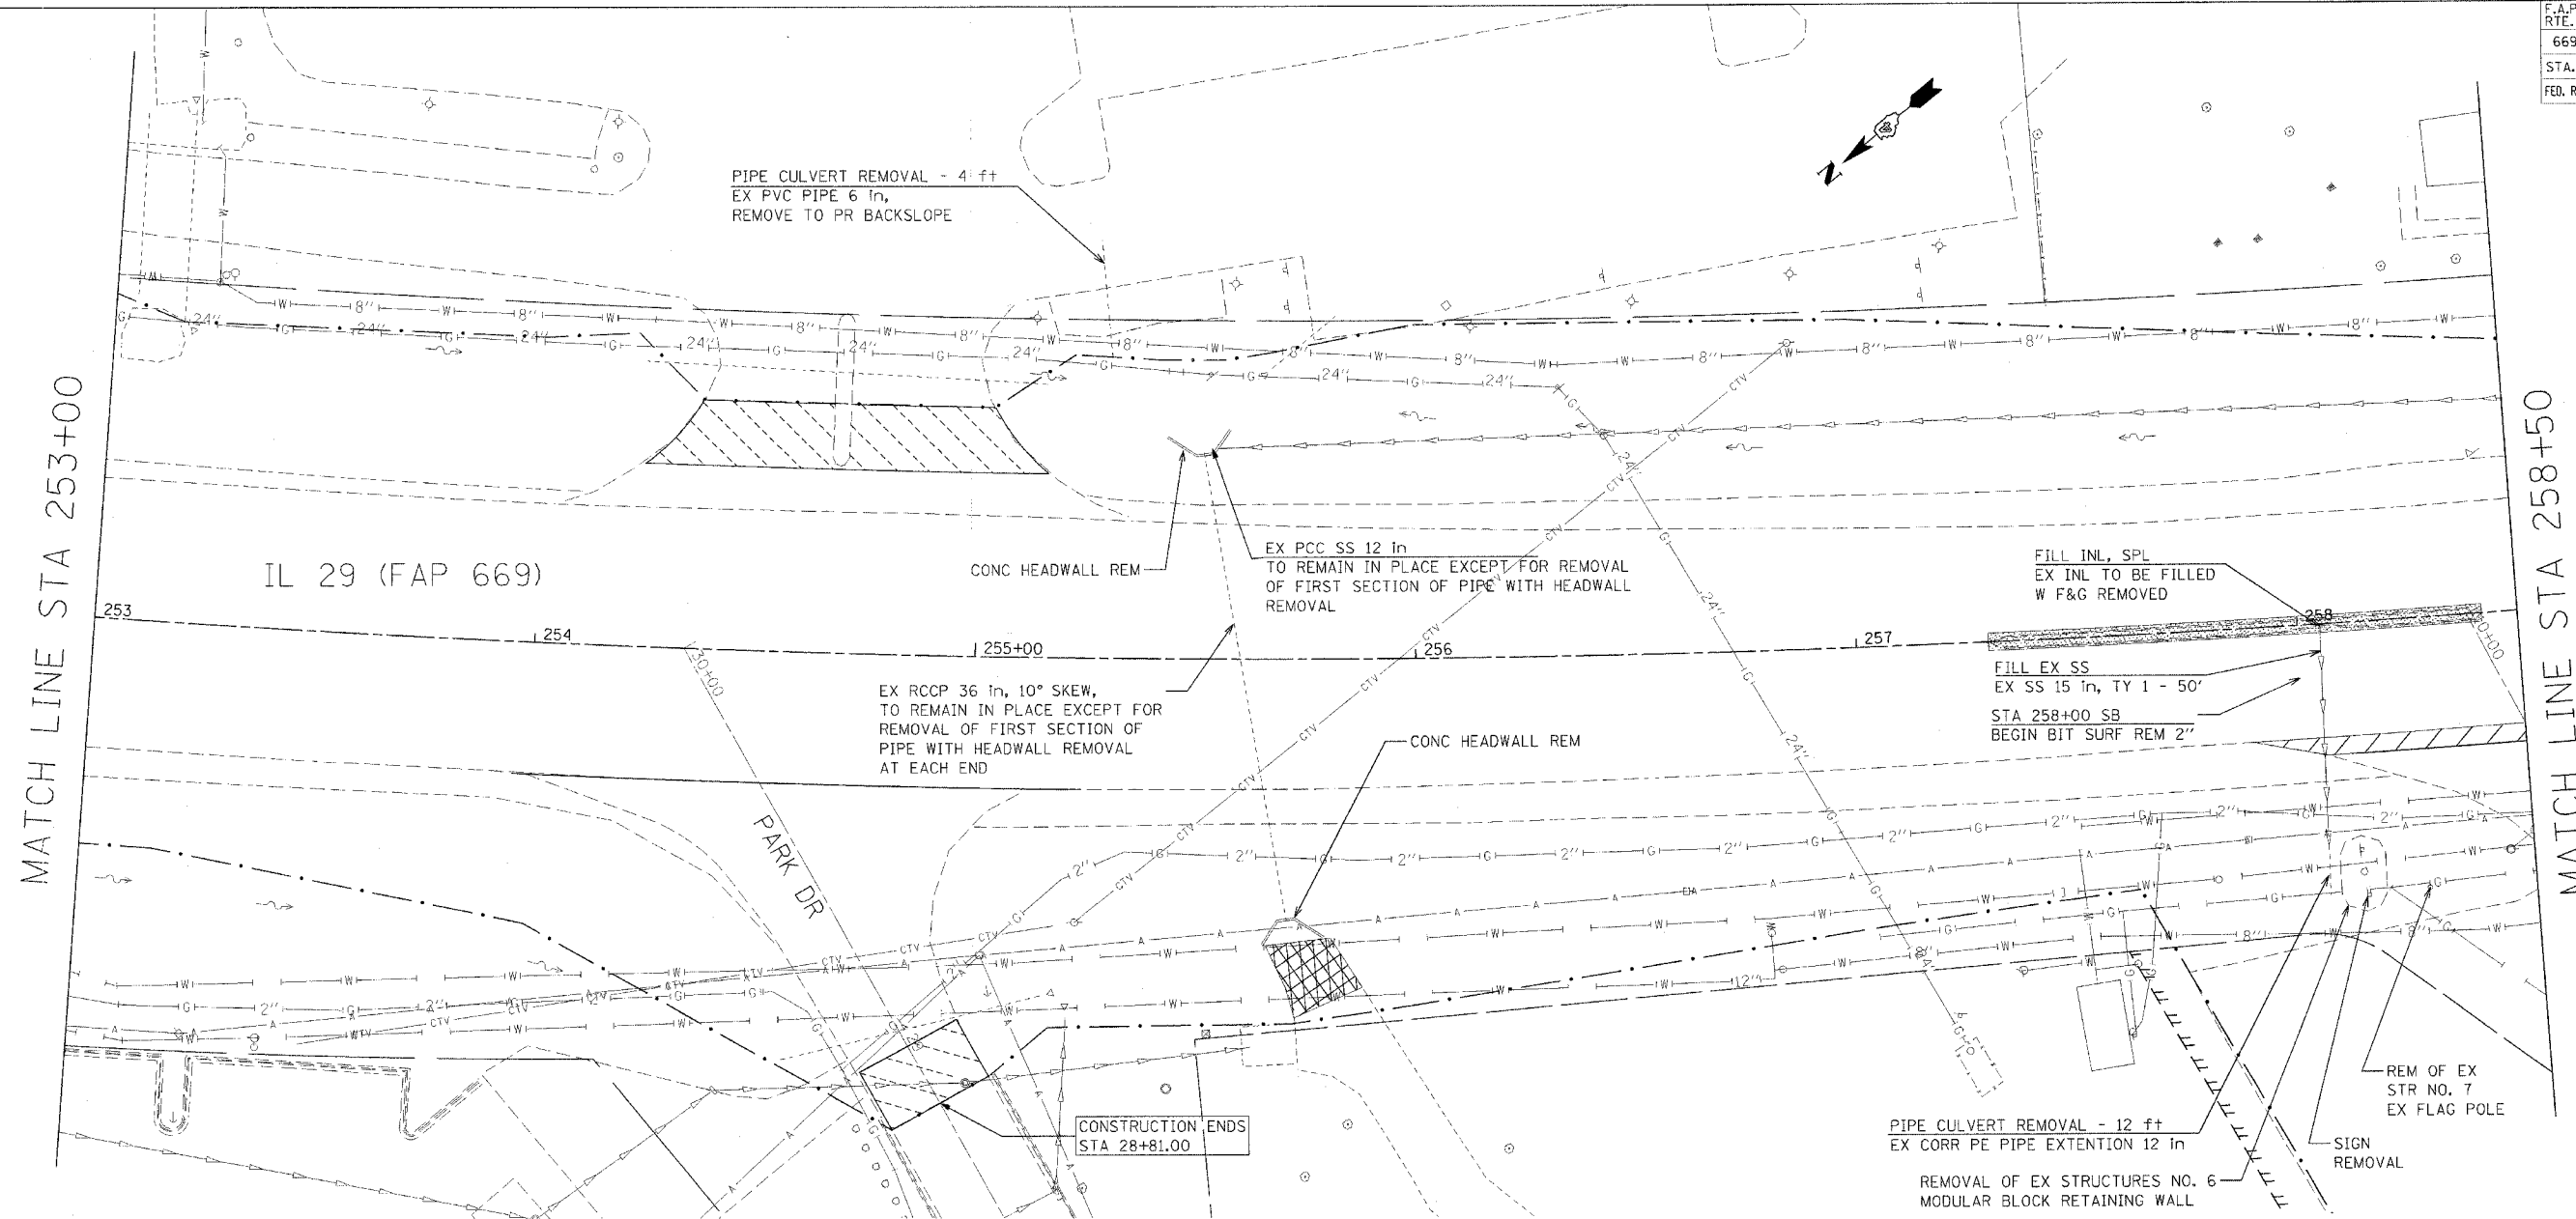 F.A.P
RTE.
669
STA.
FED. R
N
PIPE CULVERT REMOVAL - 4 ft
EX PVC PIPE 6 in,
REMOVE TO PR BACKSLOPE
MATCH LINE STA 253+00
MATCH LINE STA 258+50
IL 29 (FAP 669)
CONC HEADWALL REM
EX PCC SS 12 in
TO REMAIN IN PLACE EXCEPT FOR REMOVAL
OF FIRST SECTION OF PIPE WITH HEADWALL
REMOVAL
FILL INL, SPL
EX INL TO BE FILLED
W F&G REMOVED
253
254
255+00
256
257
258
30+00
EX RCCP 36 in, 10° SKEW,
TO REMAIN IN PLACE EXCEPT FOR
REMOVAL OF FIRST SECTION OF
PIPE WITH HEADWALL REMOVAL
AT EACH END
FILL EX SS
EX SS 15 in, TY 1 - 50'
STA 258+00 SB
BEGIN BIT SURF REM 2"
CONC HEADWALL REM
PARK DR
CONSTRUCTION ENDS
STA 28+81.00
REM OF EX
STR NO. 7
EX FLAG POLE
PIPE CULVERT REMOVAL - 12 ft
EX CORR PE PIPE EXTENTION 12 in
SIGN
REMOVAL
REMOVAL OF EX STRUCTURES NO. 6
MODULAR BLOCK RETAINING WALL